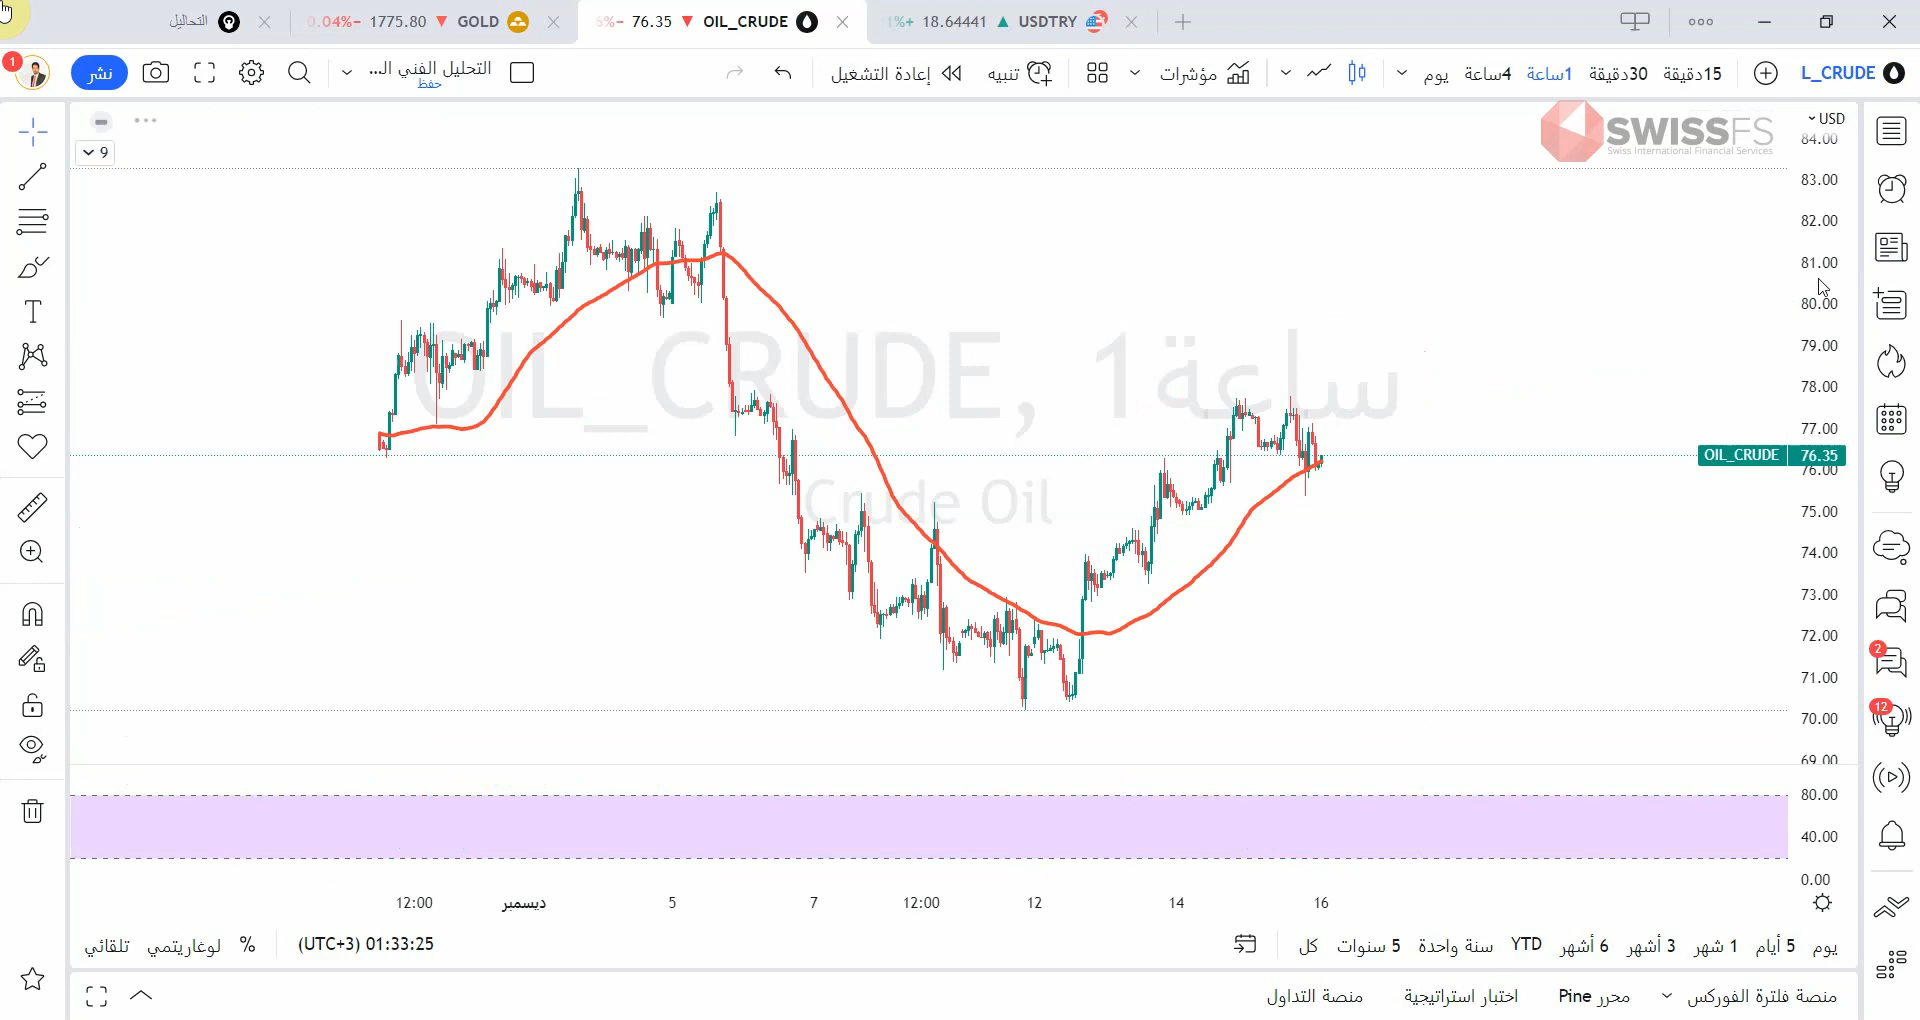 التحاليل
0.04%− 1775.80 ▼ GOLD
6%− 76.35 ▼ OIL_CRUDE
1%+ 18.64441 ▲ USDTRY
1
نشر
التحليل الفني الـ...
حفظ
إعادة التشغيل
تنبيه
مؤشرات
يوم
4ساعة
1ساعة
30دقيقة
15دقيقة
L_CRUDE
9
SWISSFS
Swiss International Financial Services
USD
84.00
83.00
82.00
81.00
80.00
79.00
78.00
77.00
OIL_CRUDE 76.35
76.00
75.00
74.00
73.00
72.00
71.00
70.00
69.00
OIL_CRUDE, 1ساعة
Crude Oil
80.00
40.00
0.00
2
12
12:00
ديسمبر
5
7
12:00
12
14
16
تلقائي
لوغاريتمي
%
(UTC+3) 01:33:25
كل
5 سنوات
سنة واحدة
YTD
6 أشهر
3 أشهر
1 شهر
5 أيام
يوم
منصة التداول
اختبار استراتيجية
محرر Pine
منصة فلترة الفوركس